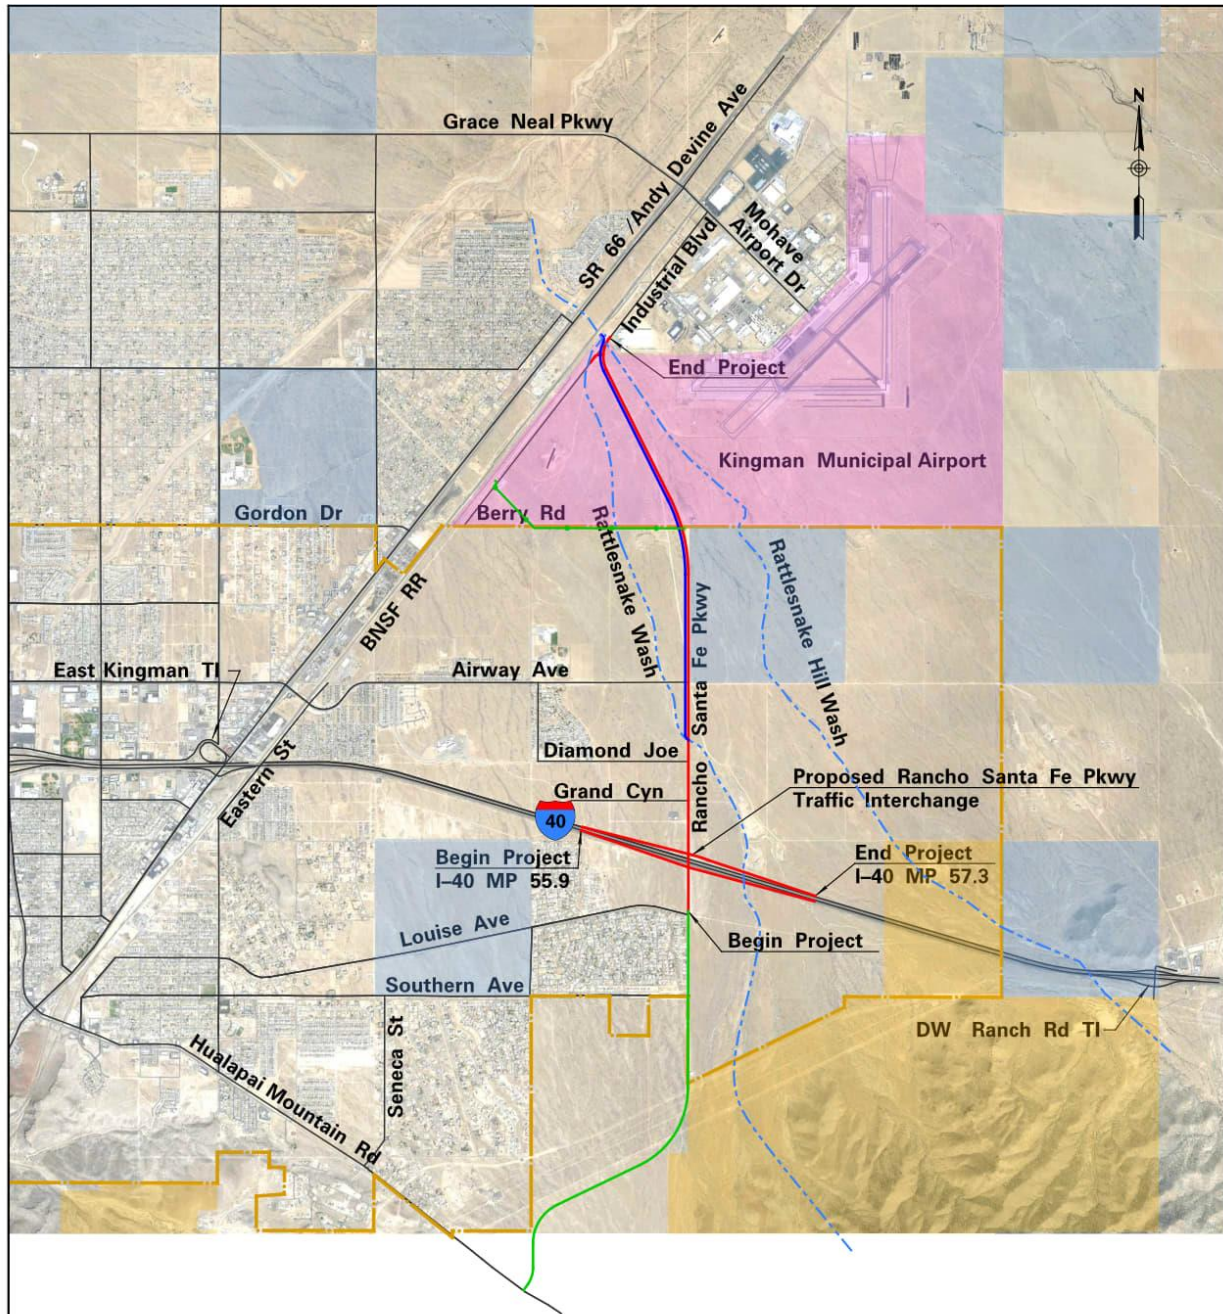 N
Grace Neal Pkwy
SR 66 /Andy Devine Ave
Mohave
Airport Dr
Industrial Blvd
End Project
Kingman Municipal Airport
Gordon Dr
Berry Rd
Rattlesnake Wash
Rattlesnake Hill Wash
BNSF RR
East Kingman TI
Airway Ave
Rancho Santa Fe Pkwy
Diamond Joe
Eastern St
Grand Cyn
Proposed Rancho Santa Fe Pkwy
Traffic Interchange
40
Begin Project
I–40 MP 55.9
End Project
I–40 MP 57.3
Louise Ave
Begin Project
Southern Ave
DW Ranch Rd TI
Seneca St
Hualapai Mountain Rd